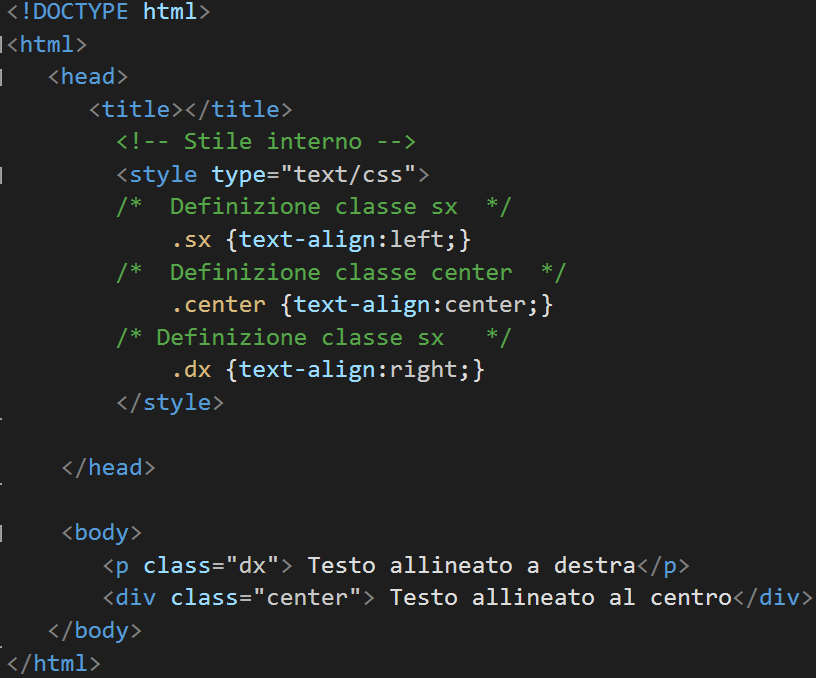 <!DOCTYPE html>
<html>
<head>
<title></title>
<!-- Stile interno -->
<style type="text/css">
/*  Definizione classe sx  */
.sx {text-align:left;}
/*  Definizione classe center  */
.center {text-align:center;}
/* Definizione classe sx   */
.dx {text-align:right;}
</style>
</head>
<body>
<p class="dx"> Testo allineato a destra</p>
<div class="center"> Testo allineato al centro</div>
</body>
</html>